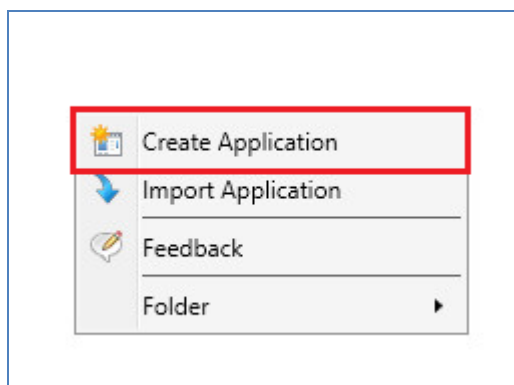 Create Application
Import Application
Feedback
Folder